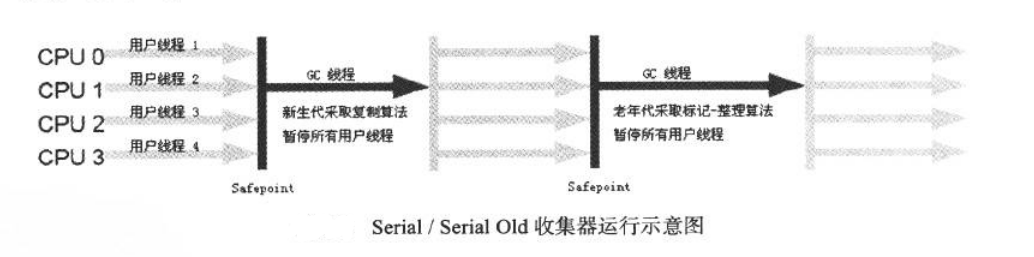 CPU 0 用户线程 1
CPU 1 用户线程 2
CPU 2 用户线程 3
CPU 3 用户线程 4
GC 线程
新生代采取复制算法
暂停所有用户线程
GC 线程
老年代采取标记-整理算法
暂停所有用户线程
Safepoint
Safepoint
Serial / Serial Old 收集器运行示意图